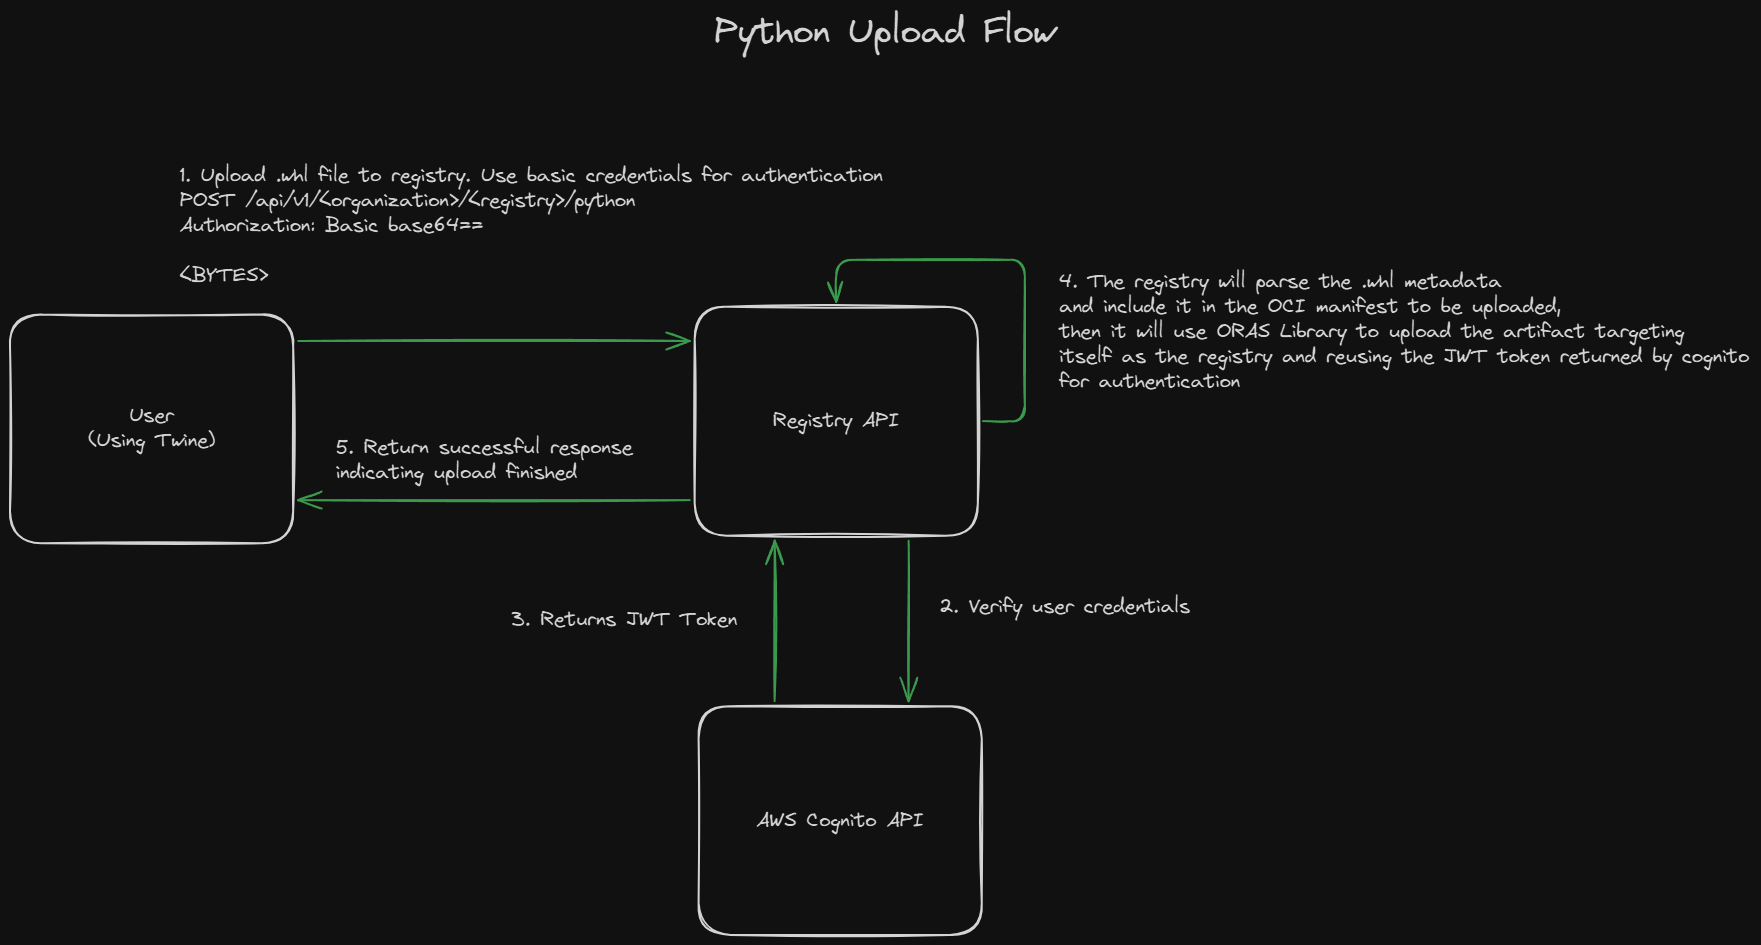 Python Upload Flow
1. Upload .whl file to registry. Use basic credentials for authentication
POST /api/v1/<organization>/<registry>/python
Authorization: Basic base64==
<BYTES>
4. The registry will parse the .whl metadata
and include it in the OCI manifest to be uploaded,
then it will use ORAS Library to upload the artifact targeting
itself as the registry and reusing the JWT token returned by cognito
for authentication
User
(Using Twine)
Registry API
5. Return successful response
indicating upload finished
3. Returns JWT Token
2. Verify user credentials
AWS Cognito API